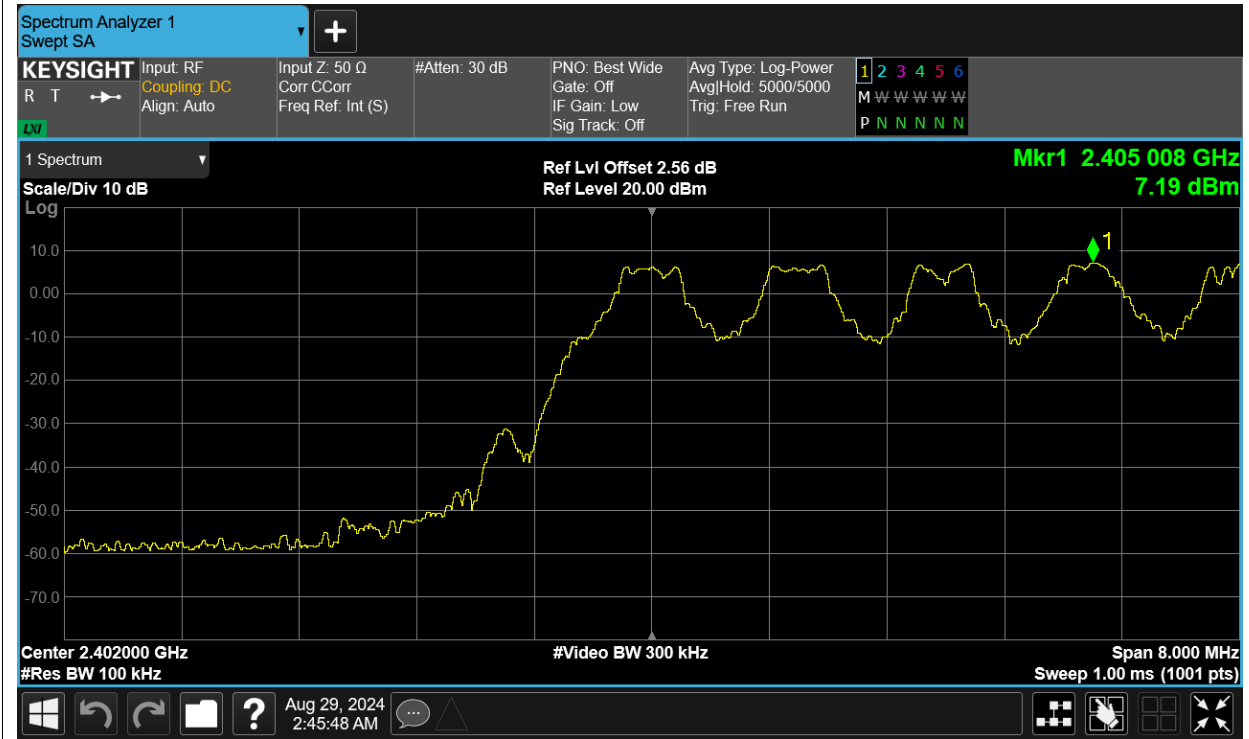 Spectrum Analyzer 1
Swept SA
+
KEYSIGHT
R T
LXI
Input: RF
Coupling: DC
Align: Auto
Input Z: 50 Ω
Corr CCorr
Freq Ref: Int (S)
#Atten: 30 dB
PNO: Best Wide
Gate: Off
IF Gain: Low
Sig Track: Off
Avg Type: Log-Power
Avg|Hold: 5000/5000
Trig: Free Run
1 2 3 4 5 6
M W W W W W
P N N N N N
1 Spectrum
Scale/Div 10 dB
Ref Lvl Offset 2.56 dB
Ref Level 20.00 dBm
Mkr1 2.405 008 GHz
7.19 dBm
Log
10.0
0.00
-10.0
-20.0
-30.0
-40.0
-50.0
-60.0
-70.0
1
Center 2.402000 GHz
#Res BW 100 kHz
#Video BW 300 kHz
Span 8.000 MHz
Sweep 1.00 ms (1001 pts)
?
Aug 29, 2024
2:45:48 AM